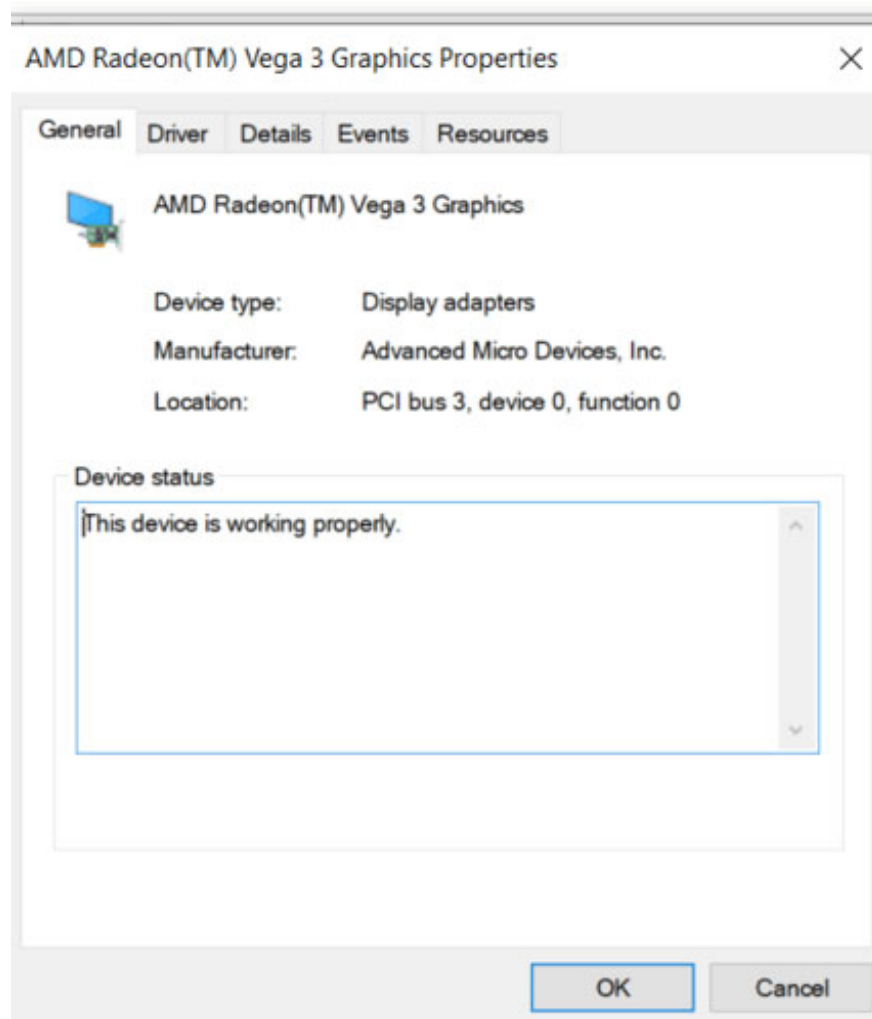 AMD Radeon(TM) Vega 3 Graphics Properties
General Driver Details Events Resources
AMD Radeon(TM) Vega 3 Graphics
Device type: Display adapters
Manufacturer: Advanced Micro Devices, Inc.
Location: PCI bus 3, device 0, function 0
Device status
This device is working properly.
OK Cancel